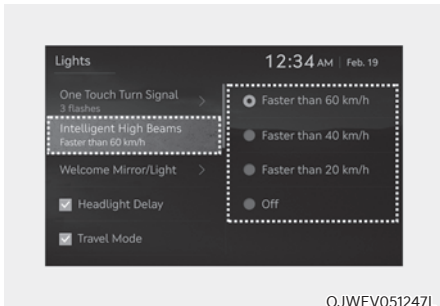 Lights
12:34 AM Feb. 19
One Touch Turn Signal
3 flashes
Intelligent High Beams
Faster than 60 km/h
Welcome Mirror/Light
Headlight Delay
Travel Mode
Faster than 60 km/h
Faster than 40 km/h
Faster than 20 km/h
Off
OJWEV051247L